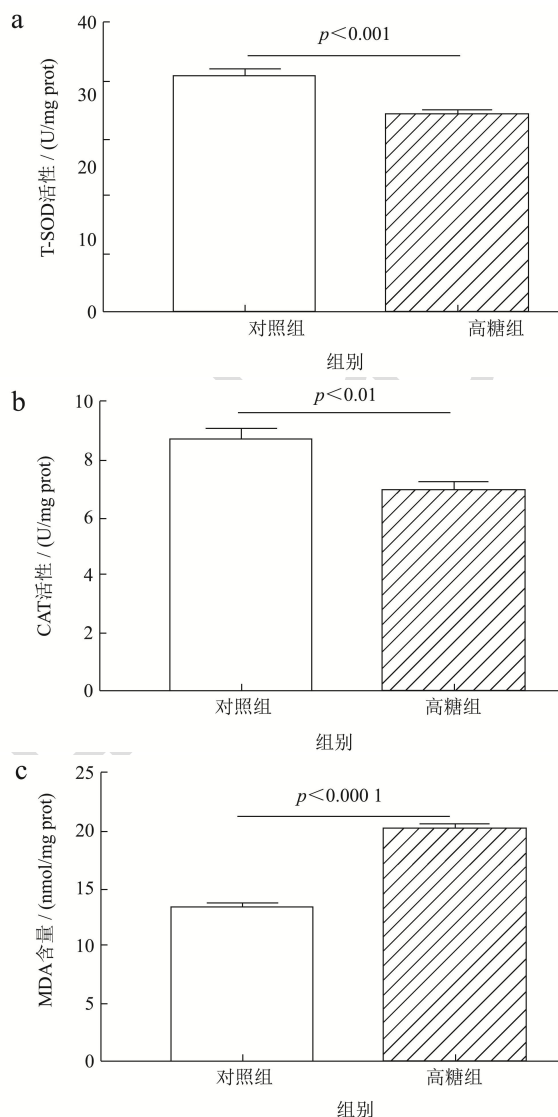 a
40
30
20
10
0
T-SOD活性 / (U/mg prot)
p<0.001
对照组 高糖组
组别
b
10
8
6
4
2
0
CAT活性 / (U/mg prot)
p<0.01
对照组 高糖组
组别
c
25
20
15
10
5
0
MDA含量 / (nmol/mg prot)
p<0.000 1
对照组 高糖组
组别